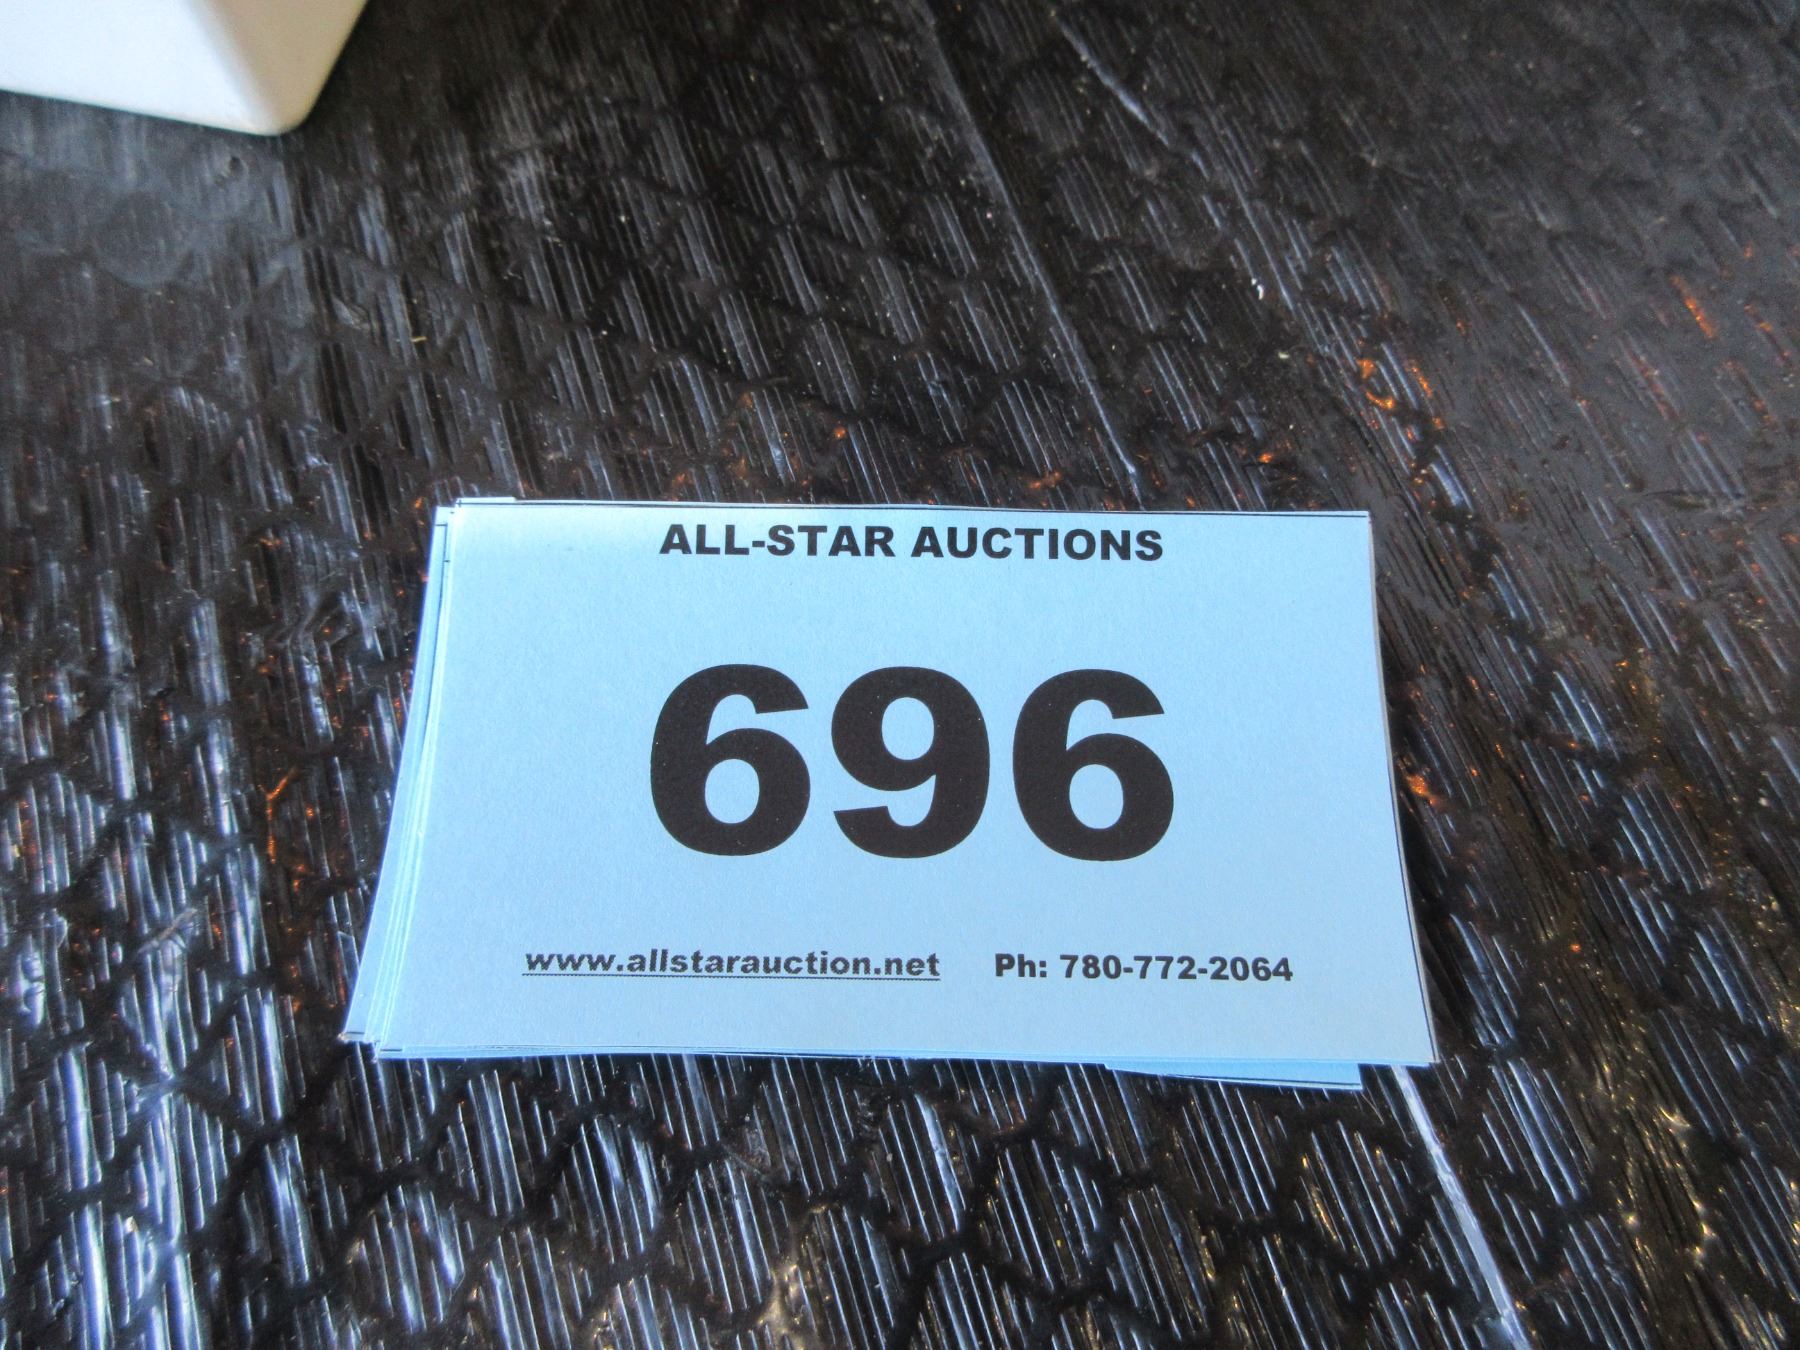 ALL-STAR AUCTIONS
696
www.allstarauction.net Ph: 780-772-2064